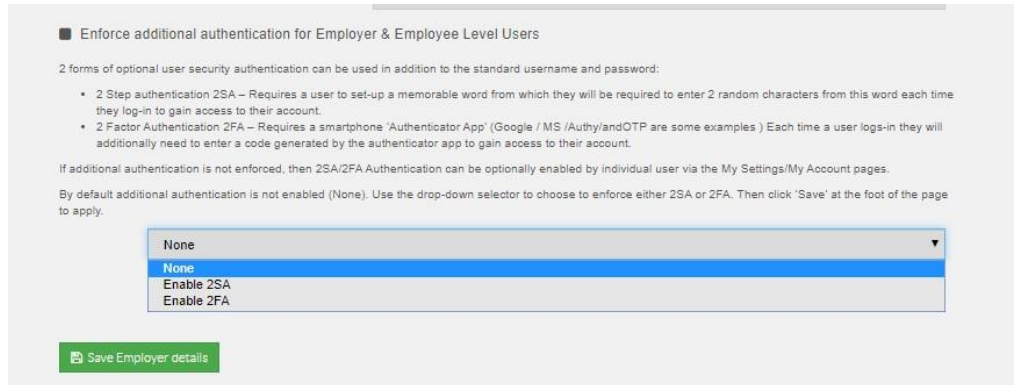 Enforce additional authentication for Employer & Employee Level Users
2 forms of optional user security authentication can be used in addition to the standard username and password:
• 2 Step authentication 2SA – Requires a user to set-up a memorable word from which they will be required to enter 2 random characters from this word each time
they log-in to gain access to their account.
• 2 Factor Authentication 2FA – Requires a smartphone 'Authenticator App' (Google / MS /Authy/andOTP are some examples ) Each time a user logs-in they will
additionally need to enter a code generated by the authenticator app to gain access to their account.
If additional authentication is not enforced, then 2SA/2FA Authentication can be optionally enabled by individual user via the My Settings/My Account pages.
By default additional authentication is not enabled (None). Use the drop-down selector to choose to enforce either 2SA or 2FA. Then click 'Save' at the foot of the page
to apply.
None
None
Enable 2SA
Enable 2FA
Save Employer details